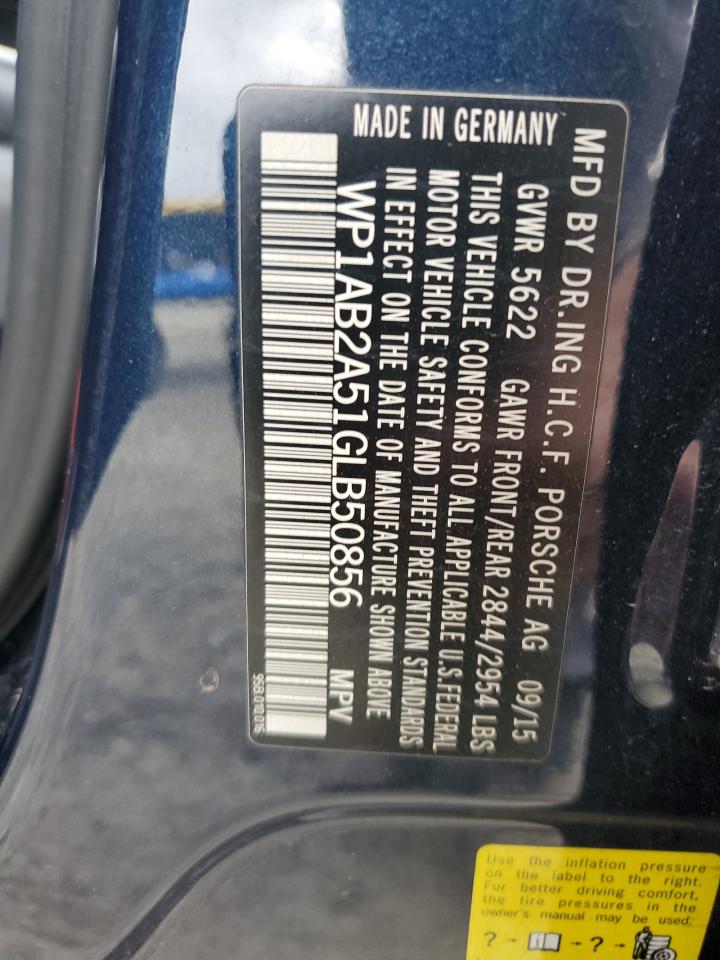 MFD BY DR.ING H.C.F. PORSCHE AG 09/15
GVWR 5622 GAWR FRONT/REAR 2844/2954 LBS
THIS VEHICLE CONFORMS TO ALL APPLICABLE U.S.FEDERAL
MOTOR VEHICLE SAFETY AND THEFT PREVENTION STANDARDS
IN EFFECT ON THE DATE OF MANUFACTURE SHOWN ABOVE
WP1AB2A51GLB50856 MPV
MADE IN GERMANY
95B.010.016
Use the inflation pressure
on the label to the right.
For better driving comfort,
the tire pressures in the
owner's manual may be used.
? - i - ? -